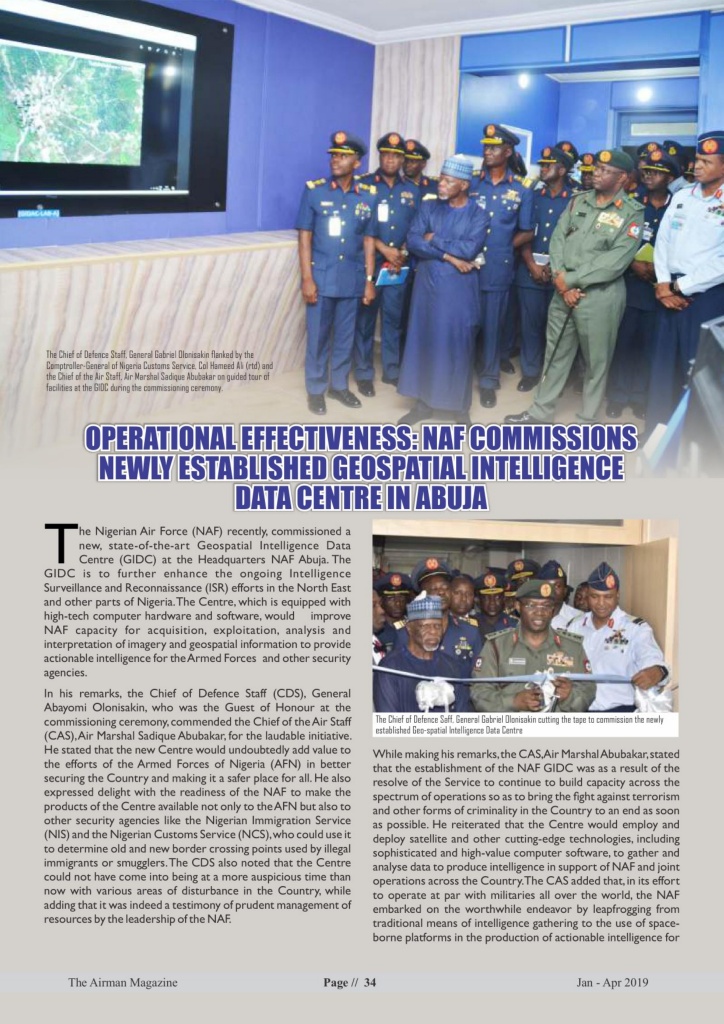 GIDAC-LAB-A
The Chief of Defence Staff, General Gabriel Olonisakin flanked by the
Comptroller-General of Nigeria Customs Service, Col Hameed Ali (rtd) and
the Chief of the Air Staff, Air Marshal Sadique Abubakar on guided tour of
facilities at the GIDC during the commissioning ceremony.
OPERATIONAL EFFECTIVENESS: NAF COMMISSIONS
NEWLY ESTABLISHED GEOSPATIAL INTELLIGENCE
DATA CENTRE IN ABUJA
The Nigerian Air Force (NAF) recently, commissioned a
new, state-of-the-art Geospatial Intelligence Data
Centre (GIDC) at the Headquarters NAF Abuja. The
GIDC is to further enhance the ongoing Intelligence
Surveillance and Reconnaissance (ISR) efforts in the North East
and other parts of Nigeria. The Centre, which is equipped with
high-tech computer hardware and software, would improve
NAF capacity for acquisition, exploitation, analysis and
interpretation of imagery and geospatial information to provide
actionable intelligence for the Armed Forces and other security
agencies.
In his remarks, the Chief of Defence Staff (CDS), General
Abayomi Olonisakin, who was the Guest of Honour at the
commissioning ceremony, commended the Chief of the Air Staff
(CAS), Air Marshal Sadique Abubakar, for the laudable initiative.
He stated that the new Centre would undoubtedly add value to
the efforts of the Armed Forces of Nigeria (AFN) in better
securing the Country and making it a safer place for all. He also
expressed delight with the readiness of the NAF to make the
products of the Centre available not only to the AFN but also to
other security agencies like the Nigerian Immigration Service
(NIS) and the Nigerian Customs Service (NCS), who could use it
to determine old and new border crossing points used by illegal
immigrants or smugglers. The CDS also noted that the Centre
could not have come into being at a more auspicious time than
now with various areas of disturbance in the Country, while
adding that it was indeed a testimony of prudent management of
resources by the leadership of the NAF.
The Chief of Defence Saff, General Gabriel Olonisakin cutting the tape to commission the newly
established Geo-spatial Intelligence Data Centre
While making his remarks, the CAS, Air Marshal Abubakar, stated
that the establishment of the NAF GIDC was as a result of the
resolve of the Service to continue to build capacity across the
spectrum of operations so as to bring the fight against terrorism
and other forms of criminality in the Country to an end as soon
as possible. He reiterated that the Centre would employ and
deploy satellite and other cutting-edge technologies, including
sophisticated and high-value computer software, to gather and
analyse data to produce intelligence in support of NAF and joint
operations across the Country. The CAS added that, in its effort
to operate at par with militaries all over the world, the NAF
embarked on the worthwhile endeavor by leapfrogging from
traditional means of intelligence gathering to the use of space-
borne platforms in the production of actionable intelligence for
The Airman Magazine
Page // 34
Jan - Apr 2019